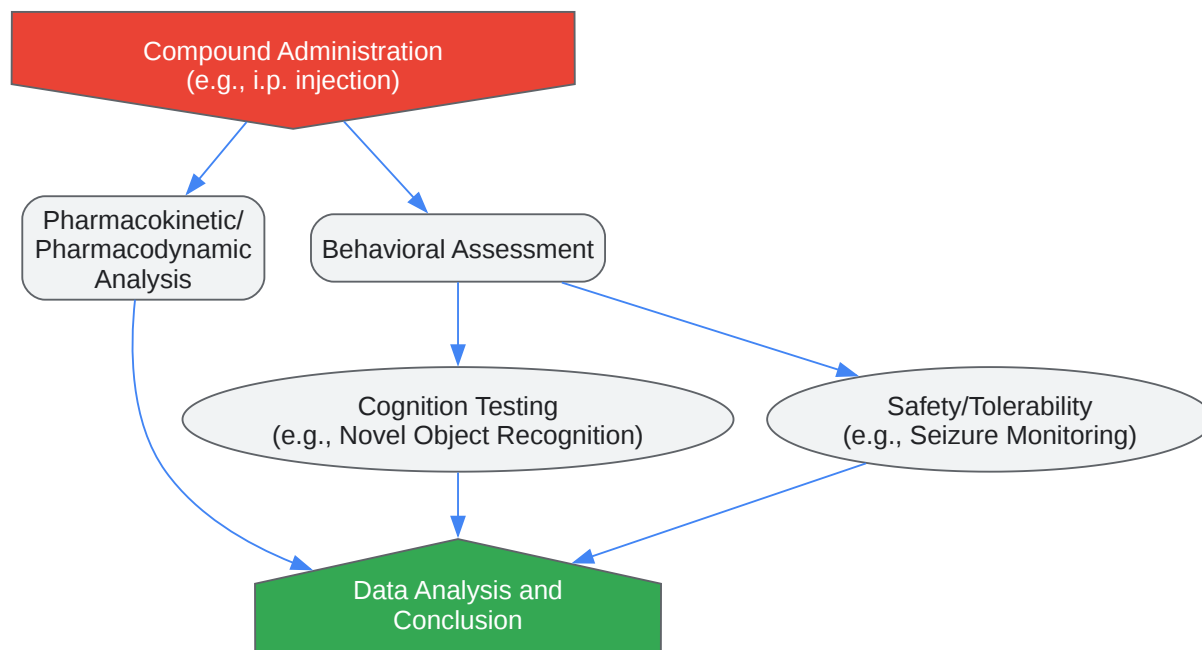 Compound Administration
(e.g., i.p. injection)
Pharmacokinetic/
Pharmacodynamic
Analysis
Behavioral Assessment
Cognition Testing
(e.g., Novel Object Recognition)
Safety/Tolerability
(e.g., Seizure Monitoring)
Data Analysis and
Conclusion